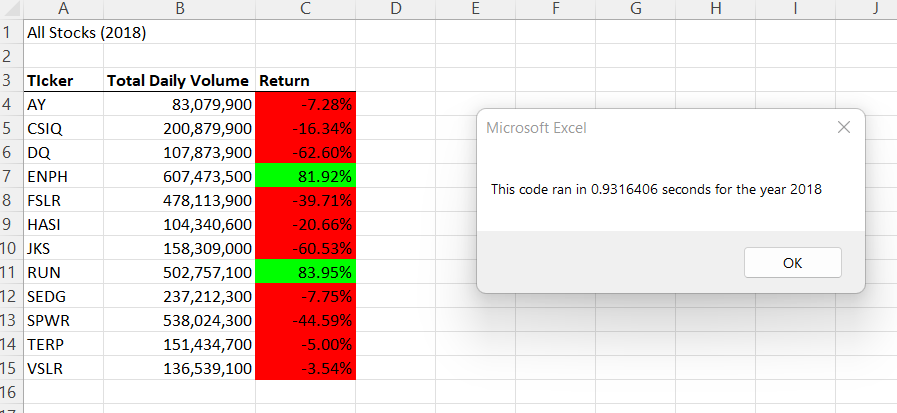 A B C D E F G H I J
1 All Stocks (2018)
2
3 TIcker Total Daily Volume Return
4 AY 83,079,900 -7.28%
5 CSIQ 200,879,900 -16.34%
6 DQ 107,873,900 -62.60%
7 ENPH 607,473,500 81.92%
8 FSLR 478,113,900 -39.71%
9 HASI 104,340,600 -20.66%
10 JKS 158,309,000 -60.53%
11 RUN 502,757,100 83.95%
12 SEDG 237,212,300 -7.75%
13 SPWR 538,024,300 -44.59%
14 TERP 151,434,700 -5.00%
15 VSLR 136,539,100 -3.54%
16
Microsoft Excel
This code ran in 0.9316406 seconds for the year 2018
OK